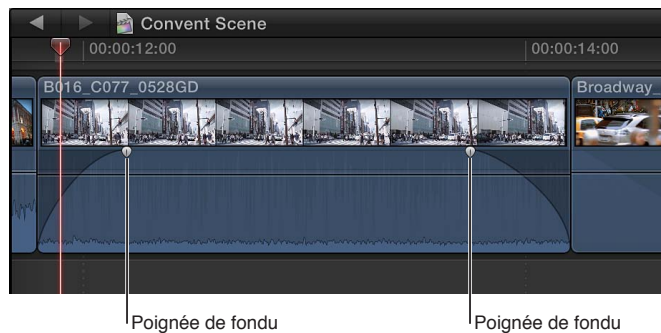 Convent Scene
00:00:12:00
00:00:14:00
B016_C077_0528GD
Broadway_
Poignée de fondu
Poignée de fondu